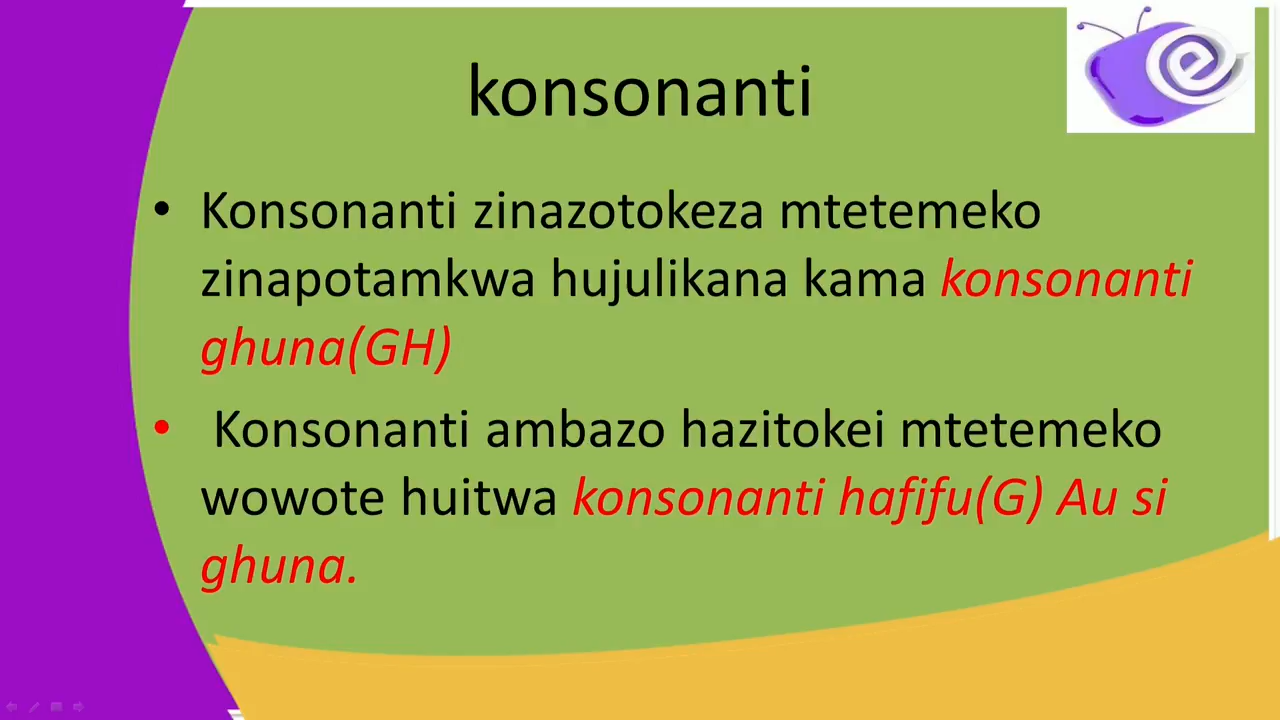 konsonanti
• Konsonanti zinazotokeza mtetemeko
zinapotamkwa hujulikana kama konsonanti
ghuna(GH)
• Konsonanti ambazo hazitokei mtetemeko
wowote huitwa konsonanti hafifu(G) Au si
ghuna.